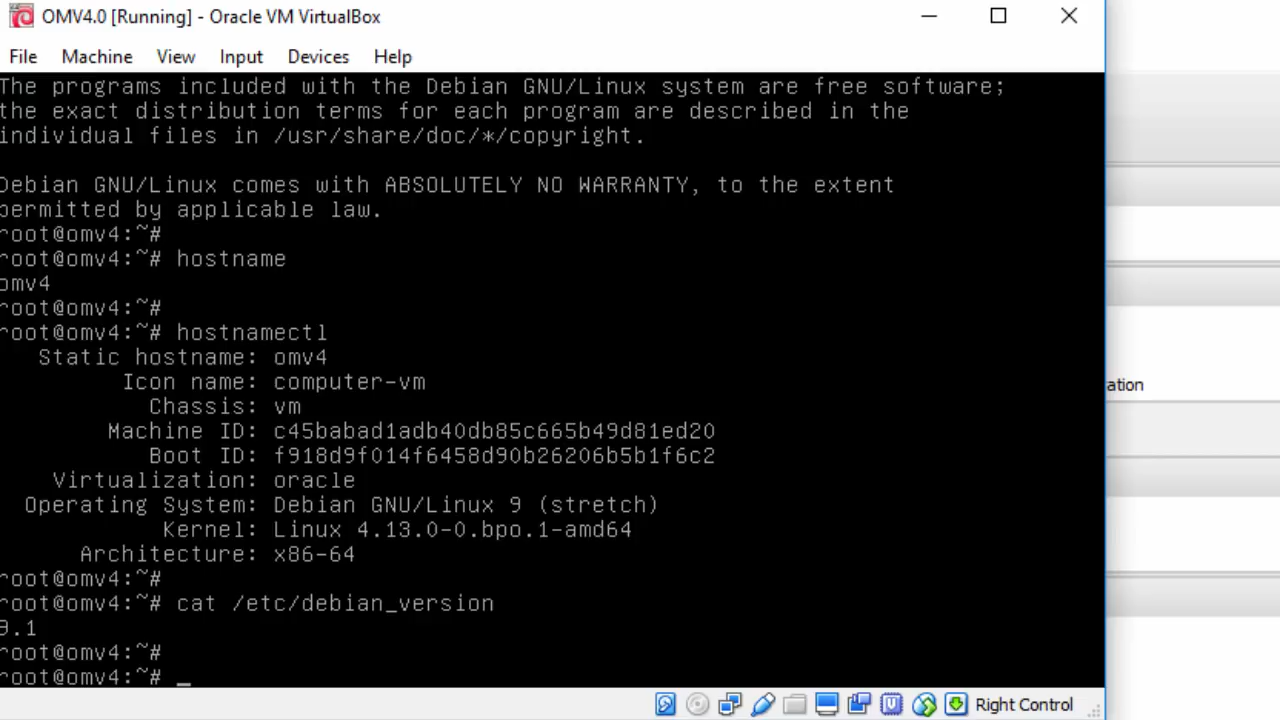 OMV4.0 [Running] - Oracle VM VirtualBox
File Machine View Input Devices Help
The programs included with the Debian GNU/Linux system are free software;
the exact distribution terms for each program are described in the
individual files in /usr/share/doc/*/copyright.
Debian GNU/Linux comes with ABSOLUTELY NO WARRANTY, to the extent
permitted by applicable law.
root@omv4:~#
root@omv4:~# hostname
omv4
root@omv4:~#
root@omv4:~# hostnamectl
Static hostname: omv4
Icon name: computer-vm
Chassis: vm
Machine ID: c45babad1adb40db85c665b49d81ed20
Boot ID: f918d9f014f6458d90b26206b5b1f6c2
Virtualization: oracle
Operating System: Debian GNU/Linux 9 (stretch)
Kernel: Linux 4.13.0-0.bpo.1-amd64
Architecture: x86-64
ation
root@omv4:~#
root@omv4:~# cat /etc/debian_version
9.1
root@omv4:~#
root@omv4:~# _
Right Control